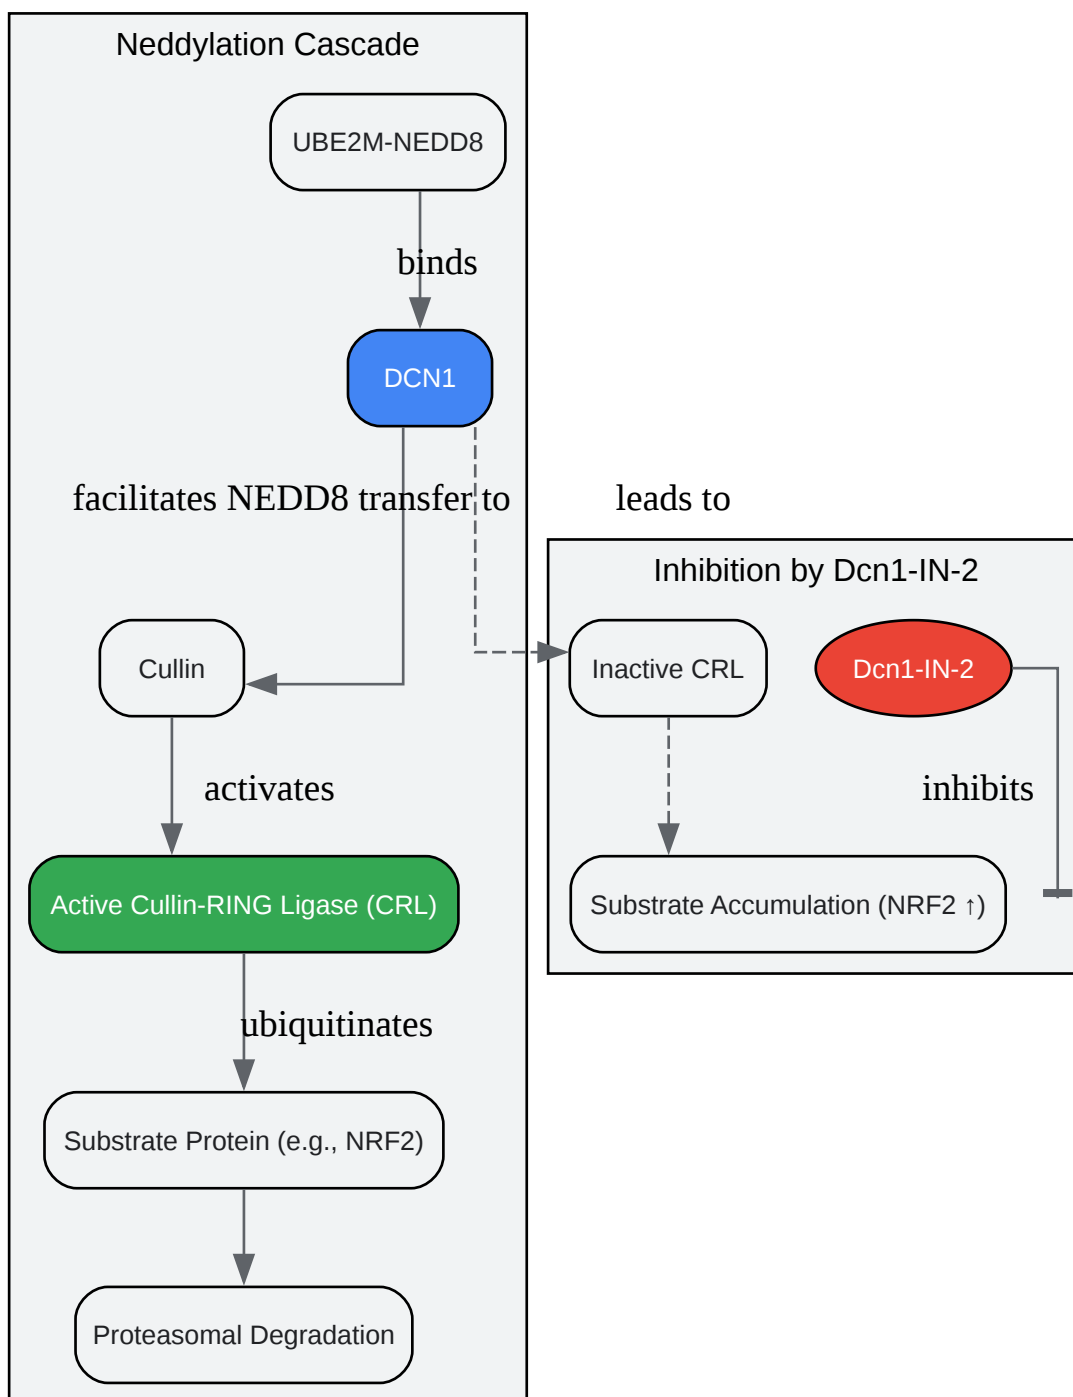 Neddylation Cascade
UBE2M-NEDD8
binds
DCN1
facilitates NEDD8 transfer to
leads to
Inhibition by Dcn1-IN-2
Cullin
Inactive CRL
Dcn1-IN-2
activates
inhibits
Active Cullin-RING Ligase (CRL)
Substrate Accumulation (NRF2 ↑)
ubiquitinates
Substrate Protein (e.g., NRF2)
Proteasomal Degradation